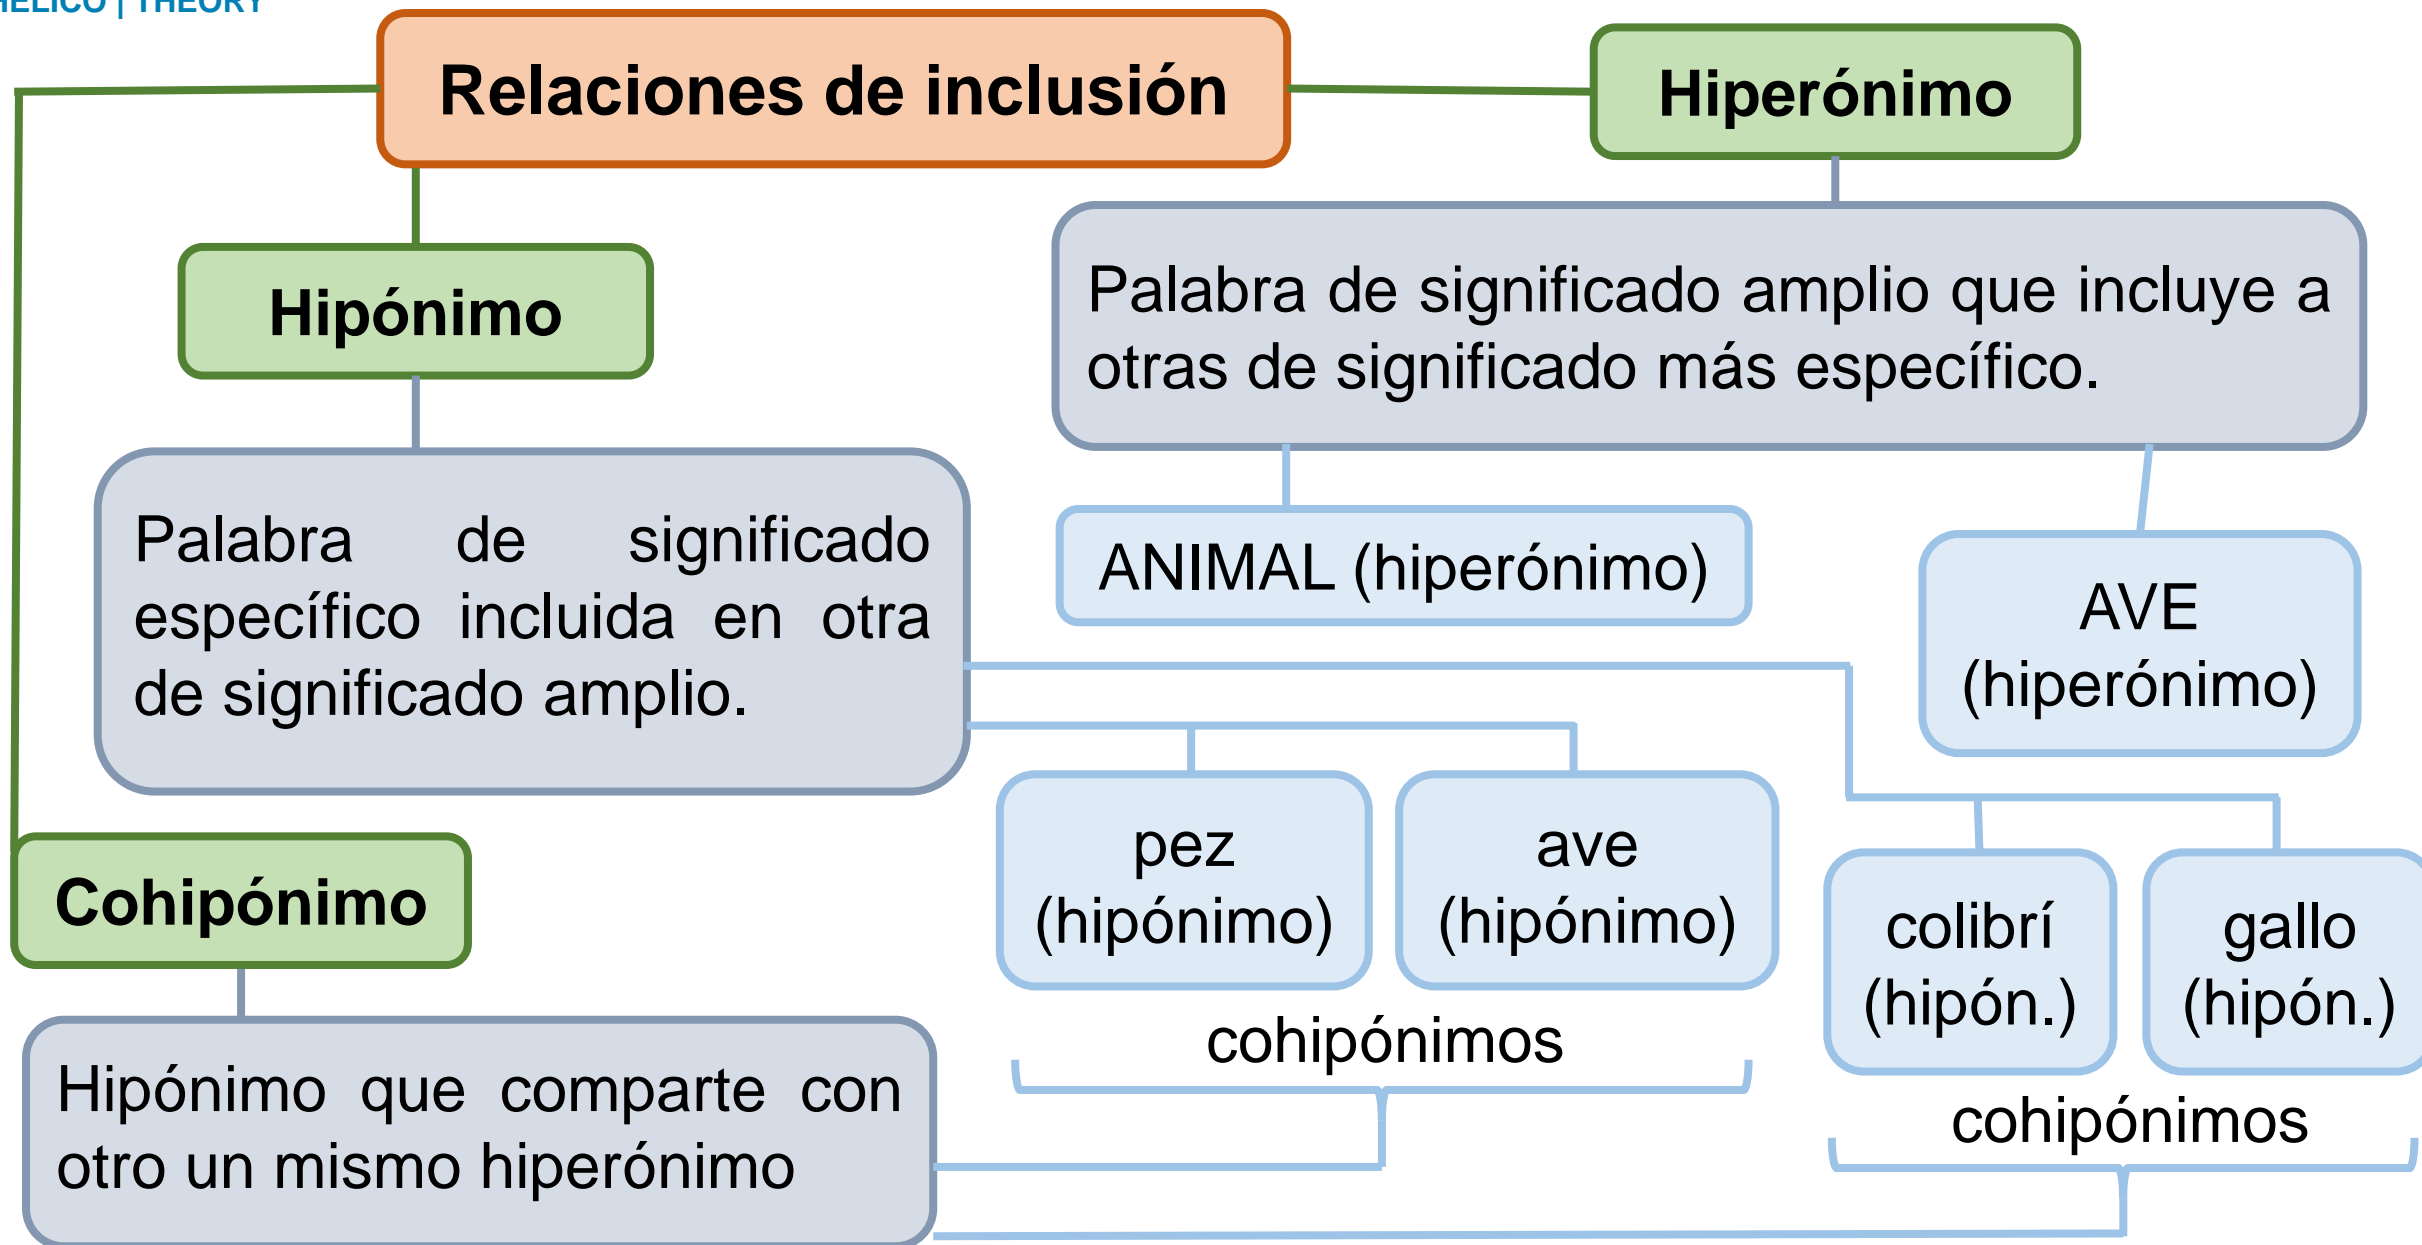 HELICO | THEORY
Relaciones de inclusión
Hiperónimo
Hipónimo
Palabra de significado amplio que incluye a
otras de significado más específico.
Palabra de significado
específico incluida en otra
de significado amplio.
ANIMAL (hiperónimo)
AVE
(hiperónimo)
pez
(hipónimo)
ave
(hipónimo)
colibrí
(hipón.)
gallo
(hipón.)
cohipónimos
cohipónimos
Cohipónimo
Hipónimo que comparte con
otro un mismo hiperónimo